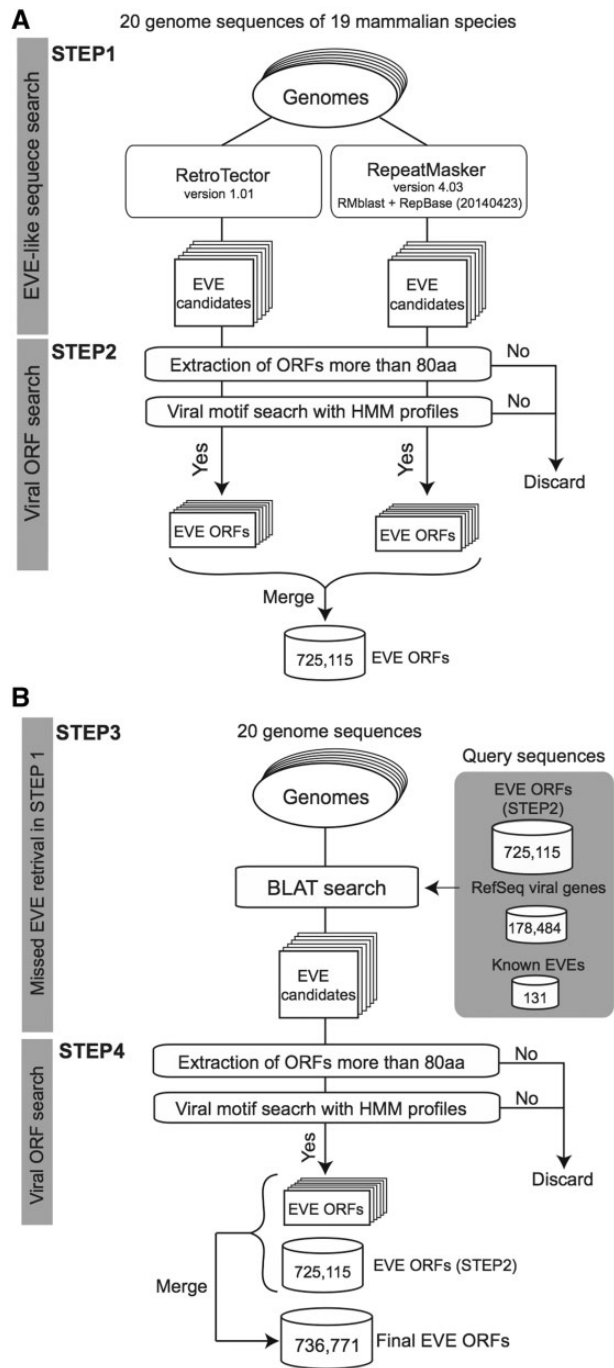 A
20 genome sequences of 19 mammalian species
STEP1
EVE-like sequece search
Genomes
RetroTector
version 1.01
RepeatMasker
version 4.03
RMblast + RepBase (20140423)
EVE
candidates
EVE
candidates
STEP2
Viral ORF search
Extraction of ORFs more than 80aa
No
Viral motif seacrh with HMM profiles
No
Yes
Yes
Discard
EVE ORFs
EVE ORFs
Merge
725,115
EVE ORFs
B
STEP3
Missed EVE retrival in STEP 1
20 genome sequences
Genomes
Query sequences
EVE ORFs
(STEP2)
725,115
BLAT search
RefSeq viral genes
178,484
Known EVEs
131
EVE
candidates
STEP4
Viral ORF search
Extraction of ORFs more than 80aa
No
Viral motif seacrh with HMM profiles
No
Yes
Discard
EVE ORFs
725,115
EVE ORFs (STEP2)
Merge
736,771
Final EVE ORFs